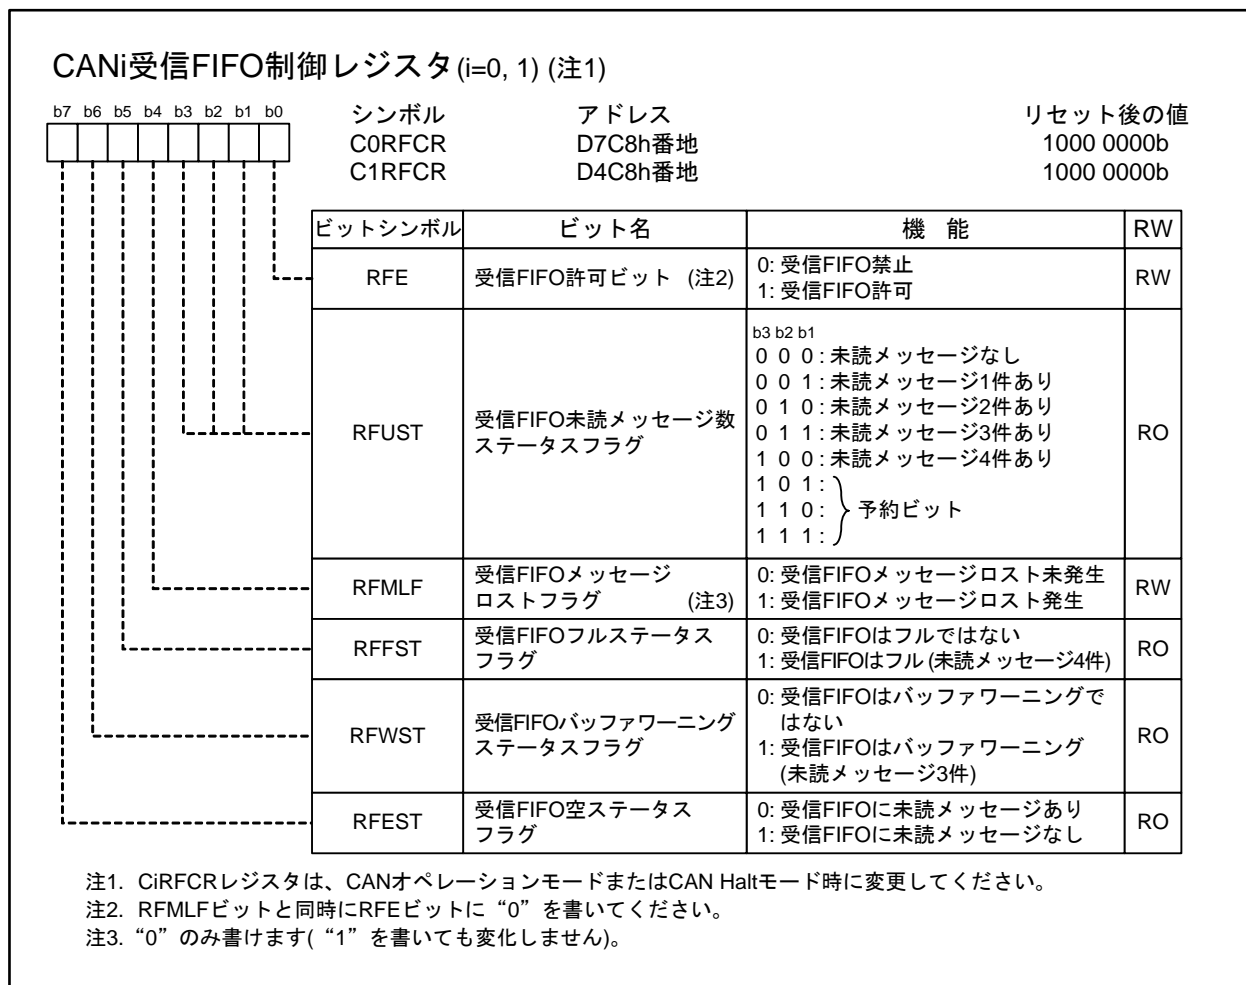 CANi受信FIFO制御レジスタ(i=0, 1) (注1)
b7 b6 b5 b4 b3 b2 b1 b0
シンボル アドレス リセット後の値
C0RFCR D7C8h番地 1000 0000b
C1RFCR D4C8h番地 1000 0000b
ビットシンボル ビット名 機 能 RW
RFE 受信FIFO許可ビット (注2) 0: 受信FIFO禁止 RW
1: 受信FIFO許可
b3 b2 b1
0 0 0 : 未読メッセージなし
0 0 1 : 未読メッセージ1件あり
0 1 0 : 未読メッセージ2件あり
RFUST 受信FIFO未読メッセージ数 0 1 1 : 未読メッセージ3件あり RO
ステータスフラグ 1 0 0 : 未読メッセージ4件あり
1 0 1 :
1 1 0 : 予約ビット
1 1 1 :
RFMLF 受信FIFOメッセージ 0: 受信FIFOメッセージロスト未発生 RW
ロストフラグ (注3) 1: 受信FIFOメッセージロスト発生
RFFST 受信FIFOフルステータス 0: 受信FIFOはフルではない RO
フラグ 1: 受信FIFOはフル (未読メッセージ4件)
RFWST 受信FIFOバッファワーニング 0: 受信FIFOはバッファワーニングで RO
ステータスフラグ はない
1: 受信FIFOはバッファワーニング
(未読メッセージ3件)
RFEST 受信FIFO空ステータス 0: 受信FIFOに未読メッセージあり RO
フラグ 1: 受信FIFOに未読メッセージなし
注1. CiRFCRレジスタは、CANオペレーションモードまたはCAN Haltモード時に変更してください。
注2. RFMLFビットと同時にRFEビットに“0”を書いてください。
注3. “0”のみ書けます(“1”を書いても変化しません)。